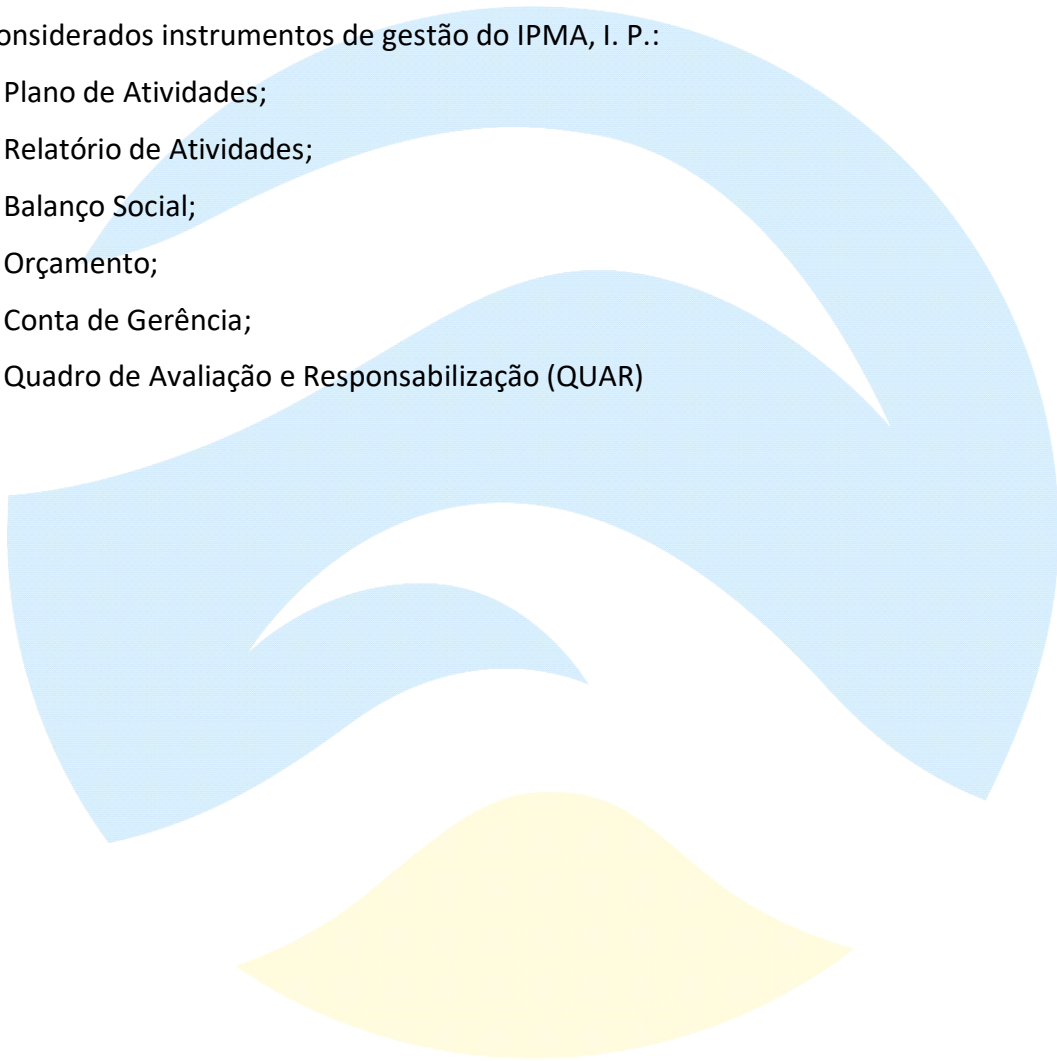 onsiderados instrumentos de gestão do IPMA, I. P.:
Plano de Atividades;
Relatório de Atividades;
Balanço Social;
Orçamento;
Conta de Gerência;
Quadro de Avaliação e Responsabilização (QUAR)